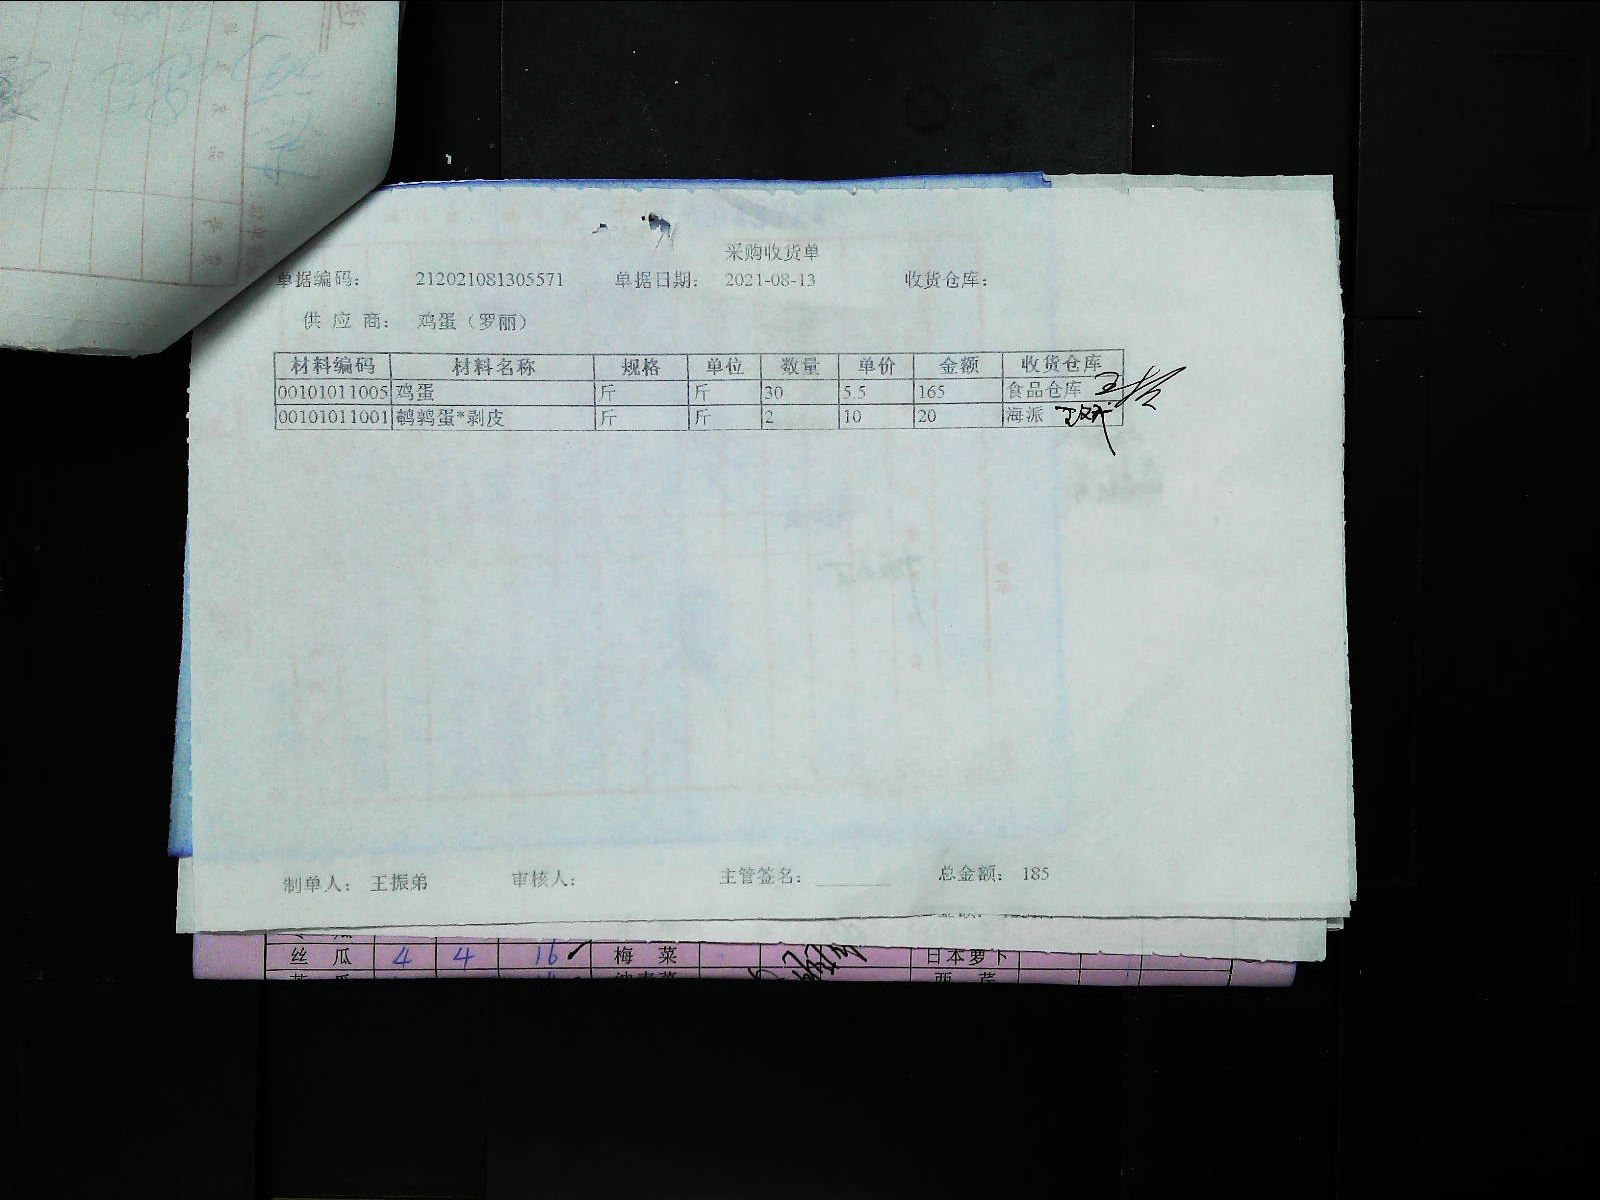 采购收货单
单据编码： 212021081305571 单据日期： 2021-08-13 收货仓库：
供 应 商： 鸡蛋（罗丽）
材料编码 材料名称 规格 单位 数量 单价 金额 收货仓库
00101011005 鸡蛋 斤 斤 30 5.5 165 食品仓库
00101011001 鹌鹑蛋*剥皮 斤 斤 2 10 20 海派
制单人： 王振弟 审核人： 主管签名： ________ 总金额： 185
丝 瓜 4 4 16 梅 菜 日本萝卜